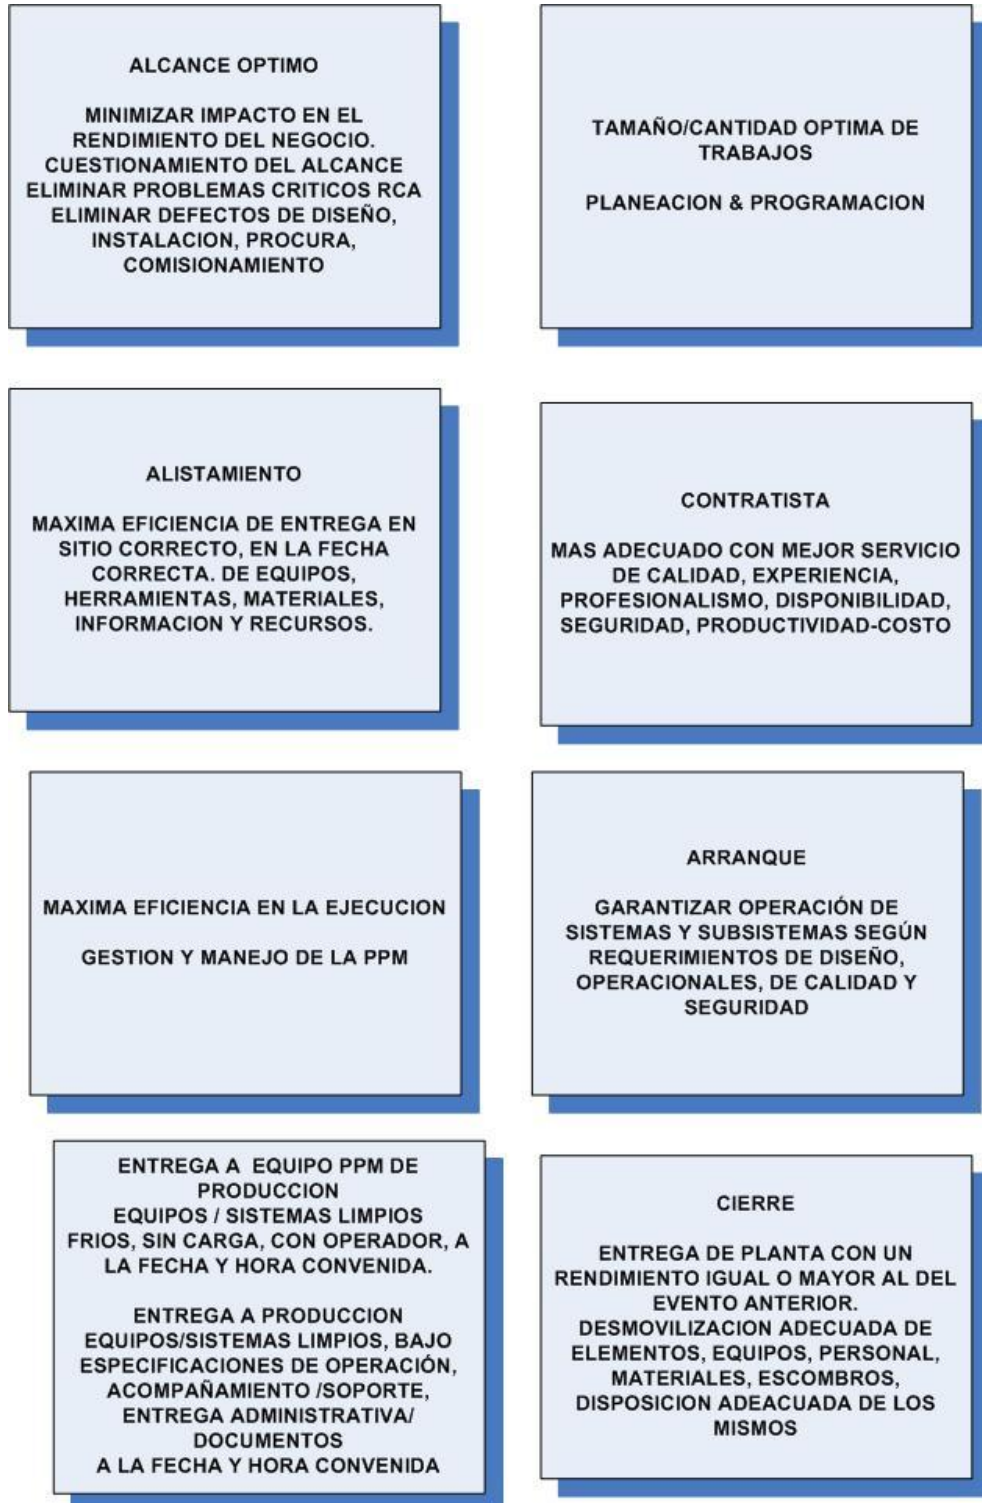 ALCANCE OPTIMO
MINIMIZAR IMPACTO EN EL
RENDIMIENTO DEL NEGOCIO.
CUESTIONAMIENTO DEL ALCANCE
ELIMINAR PROBLEMAS CRITICOS RCA
ELIMINAR DEFECTOS DE DISEÑO,
INSTALACION, PROCURA,
COMISIONAMIENTO
TAMAÑO/CANTIDAD OPTIMA DE
TRABAJOS
PLANEACION & PROGRAMACION
ALISTAMIENTO
MAXIMA EFICIENCIA DE ENTREGA EN
SITIO CORRECTO, EN LA FECHA
CORRECTA. DE EQUIPOS,
HERRAMIENTAS, MATERIALES,
INFORMACION Y RECURSOS.
CONTRATISTA
MAS ADECUADO CON MEJOR SERVICIO
DE CALIDAD, EXPERIENCIA,
PROFESIONALISMO, DISPONIBILIDAD,
SEGURIDAD, PRODUCTIVIDAD-COSTO
MAXIMA EFICIENCIA EN LA EJECUCION
GESTION Y MANEJO DE LA PPM
ARRANQUE
GARANTIZAR OPERACIÓN DE
SISTEMAS Y SUBSISTEMAS SEGÚN
REQUERIMIENTOS DE DISEÑO,
OPERACIONALES, DE CALIDAD Y
SEGURIDAD
ENTREGA A EQUIPO PPM DE
PRODUCCION
EQUIPOS / SISTEMAS LIMPIOS
FRIOS, SIN CARGA, CON OPERADOR, A
LA FECHA Y HORA CONVENIDA.
ENTREGA A PRODUCCION
EQUIPOS/SISTEMAS LIMPIOS, BAJO
ESPECIFICACIONES DE OPERACIÓN,
ACOMPAÑAMIENTO /SOPORTE,
ENTREGA ADMINISTRATIVA/
DOCUMENTOS
A LA FECHA Y HORA CONVENIDA
CIERRE
ENTREGA DE PLANTA CON UN
RENDIMIENTO IGUAL O MAYOR AL DEL
EVENTO ANTERIOR.
DESMOVILIZACION ADECUADA DE
ELEMENTOS, EQUIPOS, PERSONAL,
MATERIALES, ESCOMBROS,
DISPOSICION ADEACUADA DE LOS
MISMOS